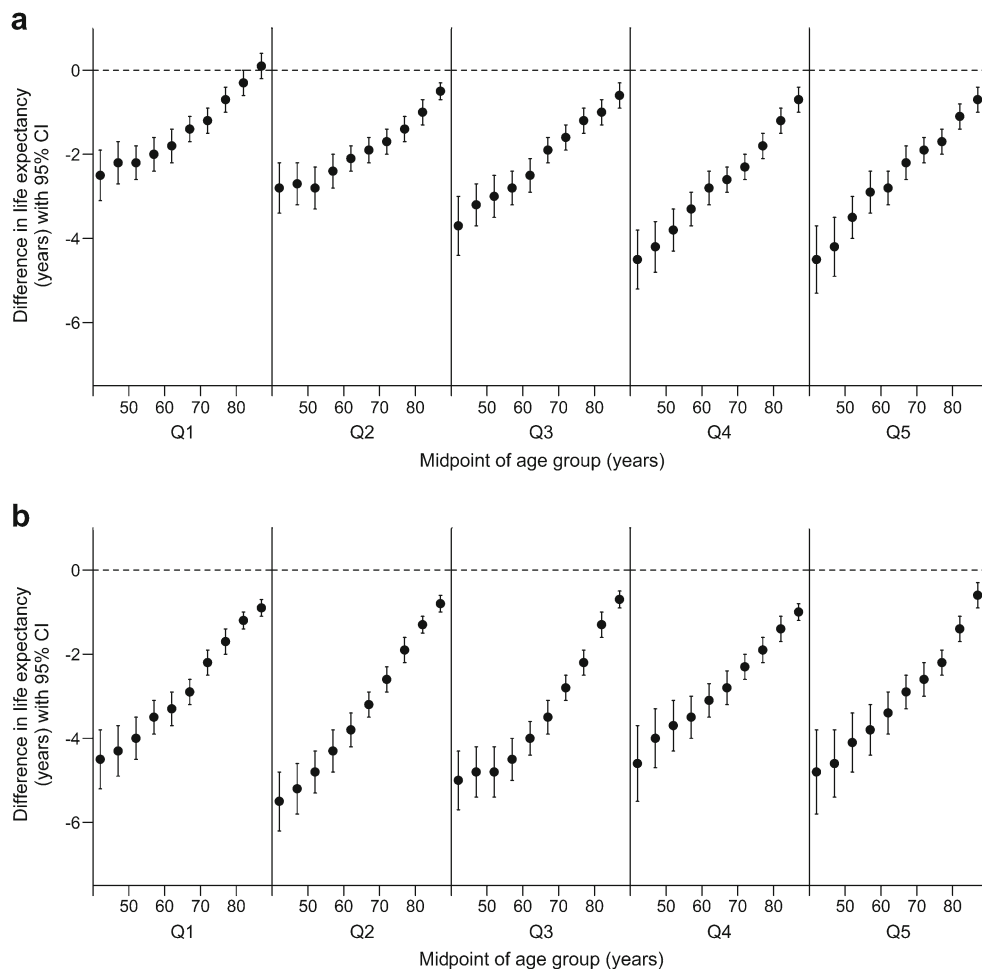 a
Difference in life expectancy
(years) with 95% CI
0
-2
-4
-6
50 60 70 80 50 60 70 80 50 60 70 80 50 60 70 80 50 60 70 80
Q1 Q2 Q3 Q4 Q5
Midpoint of age group (years)
b
Difference in life expectancy
(years) with 95% CI
0
-2
-4
-6
50 60 70 80 50 60 70 80 50 60 70 80 50 60 70 80 50 60 70 80
Q1 Q2 Q3 Q4 Q5
Midpoint of age group (years)